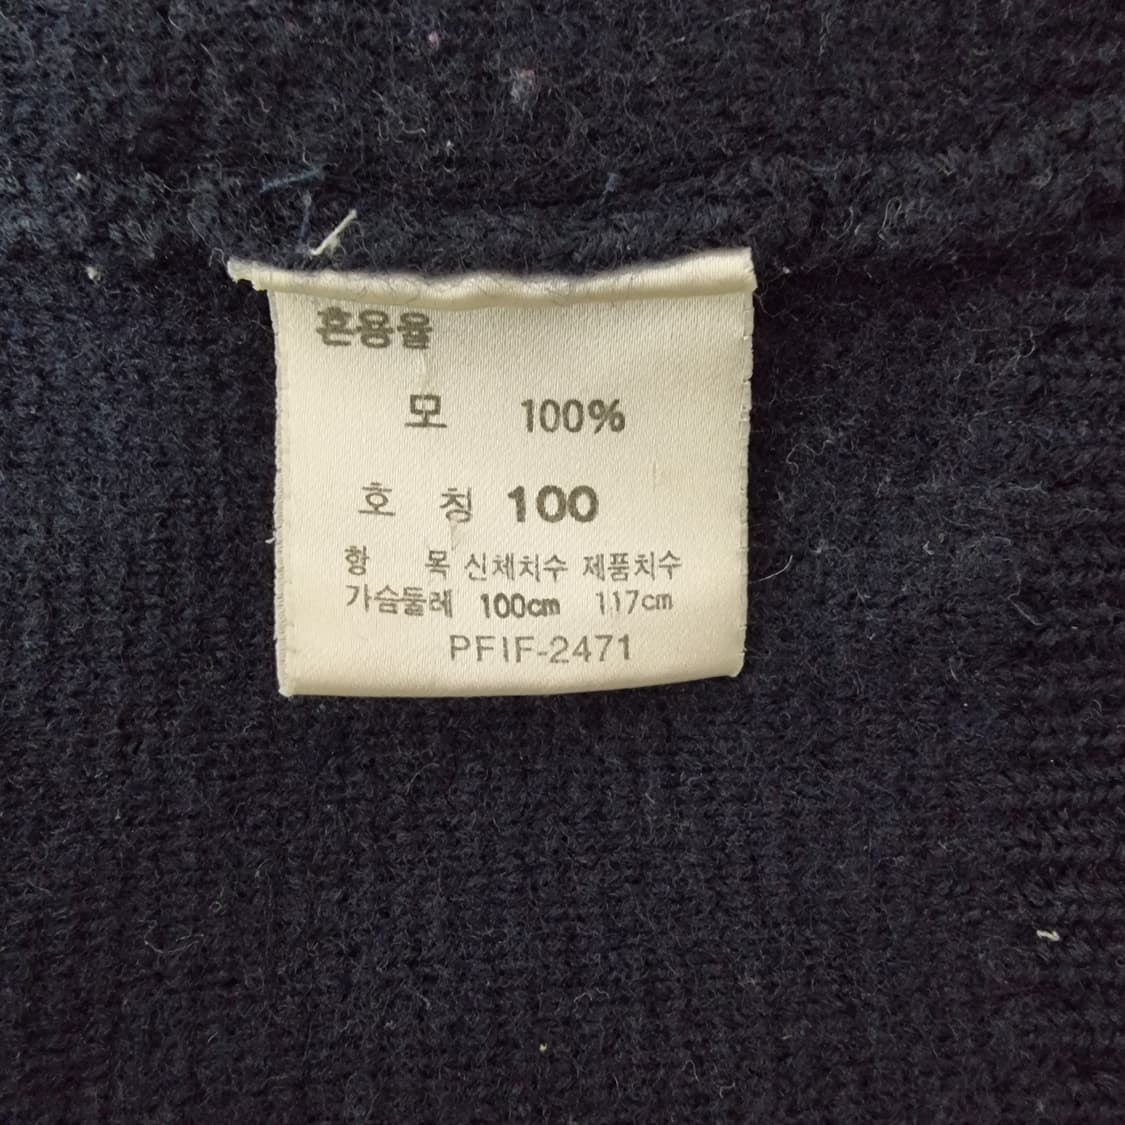 혼용율
모 100%
호 칭 100
항 목 신체치수 제품치수
가슴둘레 100cm 117cm
PFIF-2471